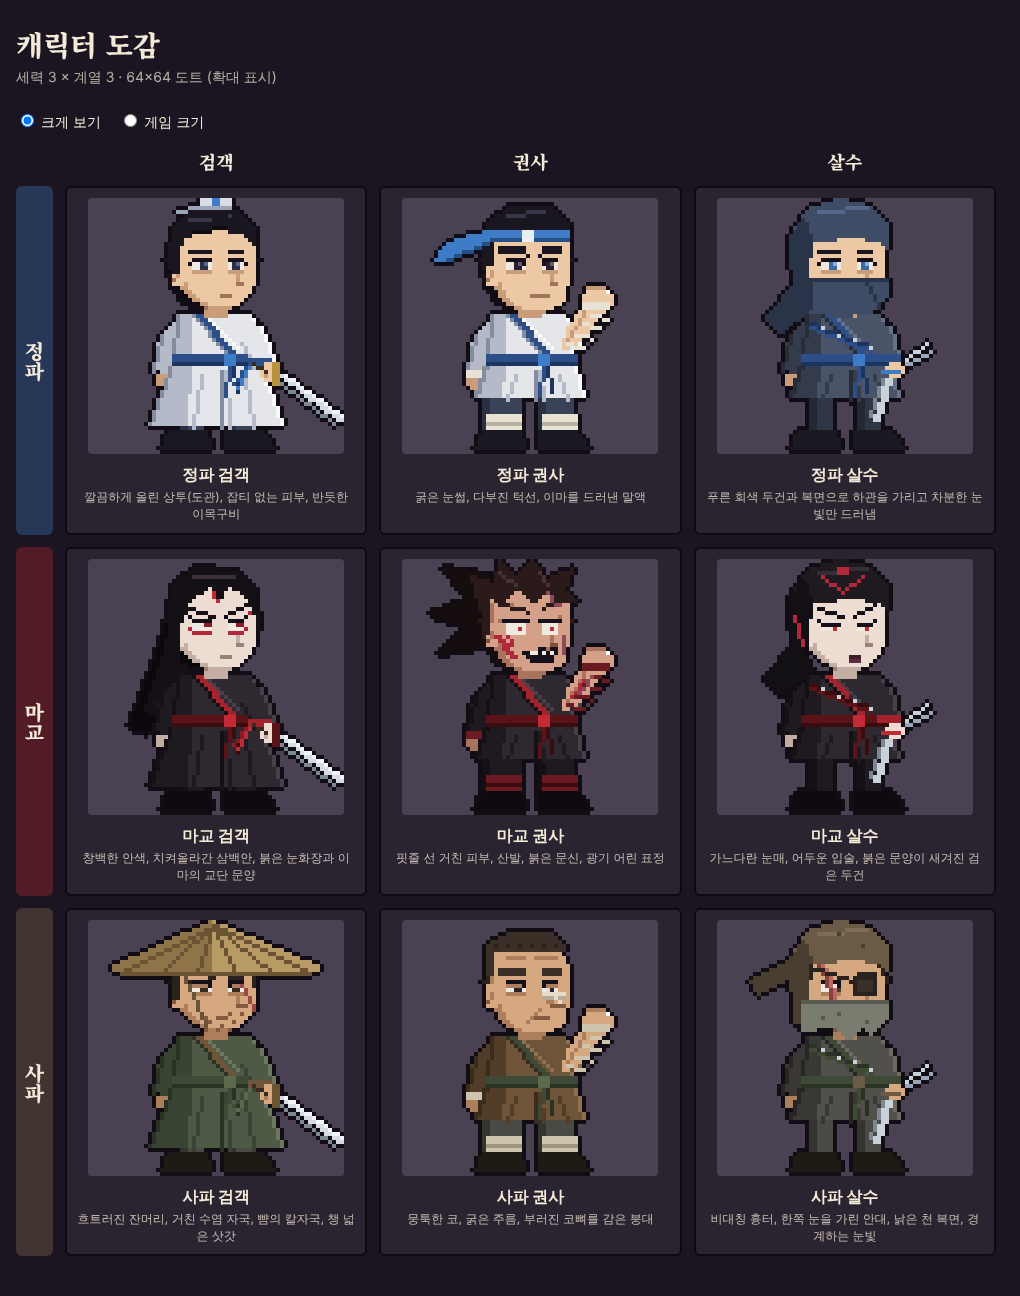 캐릭터 도감
세력 3 × 계열 3 · 64×64 도트 (확대 표시)
크게 보기 게임 크기
검객 권사 살수
정파
정파 검객
깔끔하게 올린 상투(도관), 잡티 없는 피부, 반듯한
이목구비
정파 권사
굵은 눈썹, 다부진 턱선, 이마를 드러낸 말액
정파 살수
푸른 회색 두건과 복면으로 하관을 가리고 차분한 눈
빛만 드러냄
마교
마교 검객
창백한 안색, 치켜올라간 삼백안, 붉은 눈화장과 이
마의 교단 문양
마교 권사
핏줄 선 거친 피부, 산발, 붉은 문신, 광기 어린 표정
마교 살수
가느다란 눈매, 어두운 입술, 붉은 문양이 새겨진 검
은 두건
사파
사파 검객
흐트러진 잔머리, 거친 수염 자국, 뺨의 칼자국, 챙 넓
은 삿갓
사파 권사
뭉툭한 코, 굵은 주름, 부러진 코뼈를 감은 붕대
사파 살수
비대칭 흉터, 한쪽 눈을 가린 안대, 낡은 천 복면, 경
계하는 눈빛